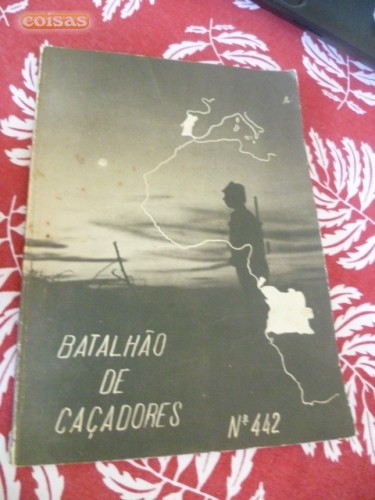 coisas
BATALHÃO
DE
CAÇADORES
Nº 442